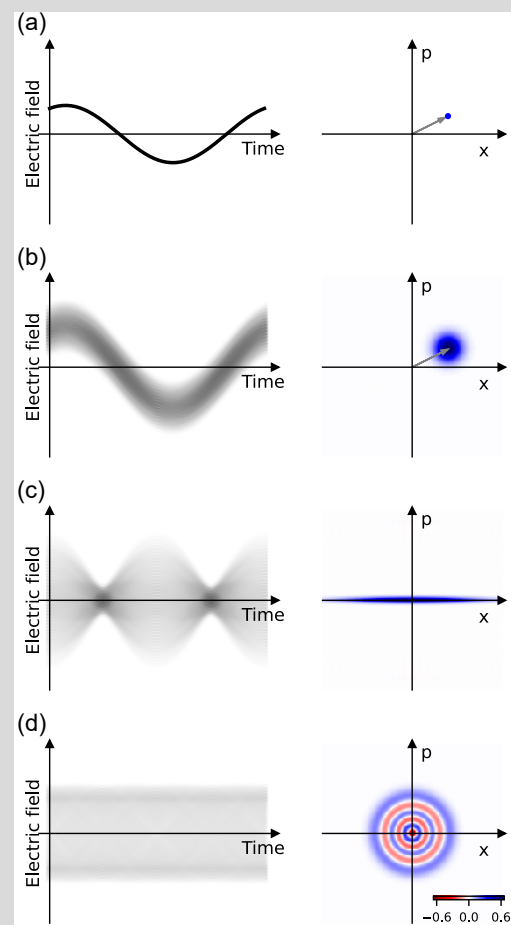 (a)
Electric field
Time
p
x
(b)
Electric field
Time
p
x
(c)
Electric field
Time
p
x
(d)
Electric field
Time
p
x
−0.6 0.0 0.6